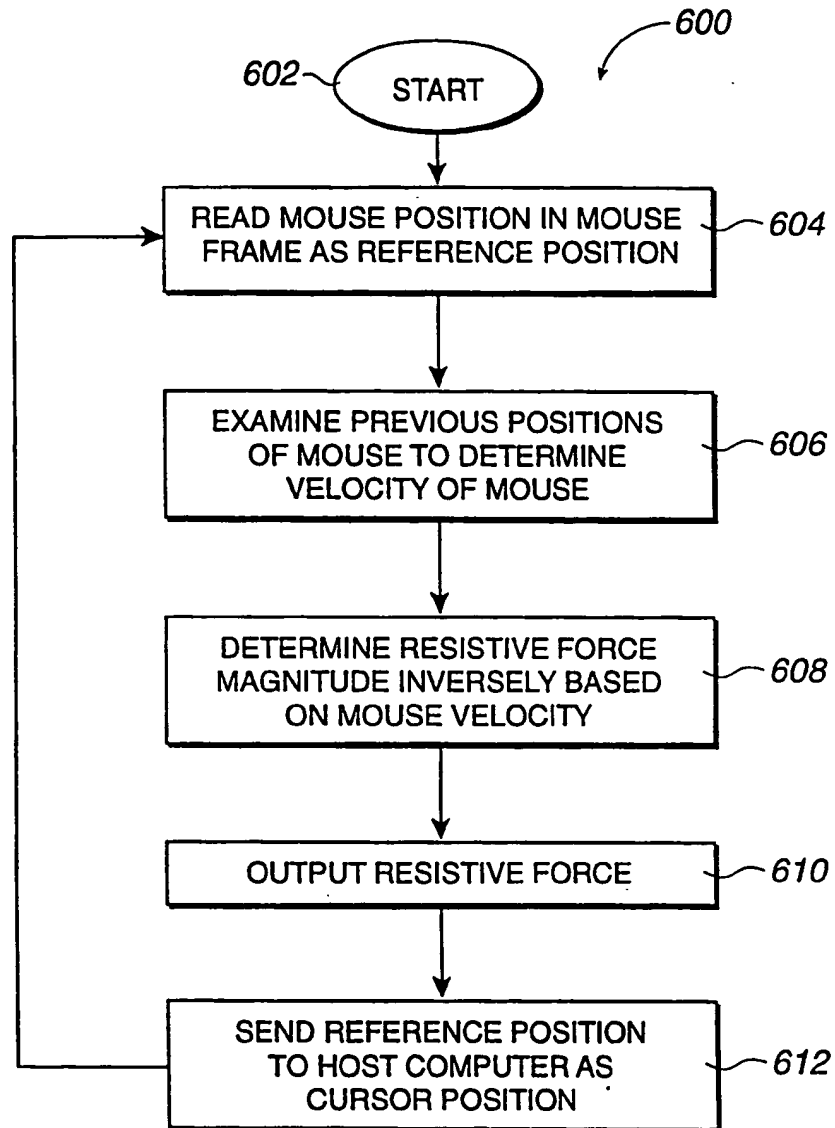 600
602
START
READ MOUSE POSITION IN MOUSE
FRAME AS REFERENCE POSITION
604
EXAMINE PREVIOUS POSITIONS
OF MOUSE TO DETERMINE
VELOCITY OF MOUSE
606
DETERMINE RESISTIVE FORCE
MAGNITUDE INVERSELY BASED
ON MOUSE VELOCITY
608
OUTPUT RESISTIVE FORCE
610
SEND REFERENCE POSITION
TO HOST COMPUTER AS
CURSOR POSITION
612